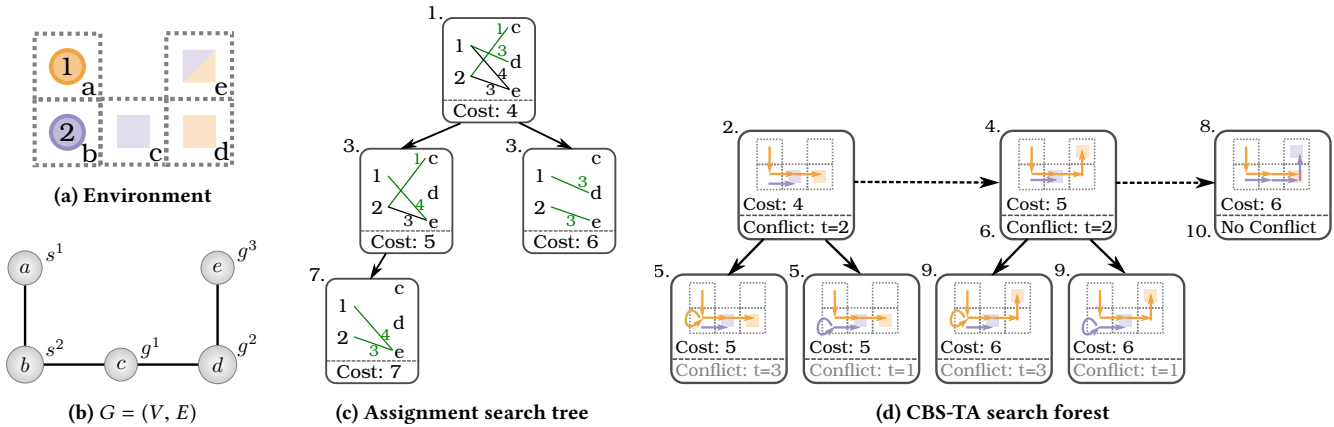 1
a
e
2
b
c
d
(a) Environment
a s¹
e g³
b s²
c g¹
d g²
(b) G = (V, E)
1.
1 c
1 3 d
2 4
3 e
Cost: 4
3.
1 c
1 d
2 4
3 e
Cost: 5
3.
c
1 3 d
2 3 e
Cost: 6
7.
c
1 d
2 4
3 e
Cost: 7
(c) Assignment search tree
2.
Cost: 4
Conflict: t=2
4.
Cost: 5
6. Conflict: t=2
8.
Cost: 6
10. No Conflict
5.
Cost: 5
Conflict: t=3
5.
Cost: 5
Conflict: t=1
9.
Cost: 6
Conflict: t=3
9.
Cost: 6
Conflict: t=1
(d) CBS-TA search forest